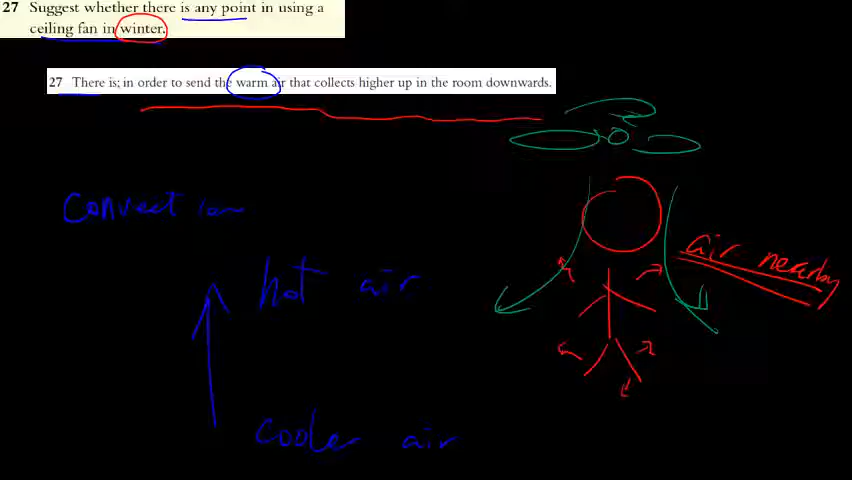 27 Suggest whether there is any point in using a
ceiling fan in winter.
27 There is; in order to send the warm air that collects higher up in the room downwards.
Convection
air nearby
hot air
cooler air